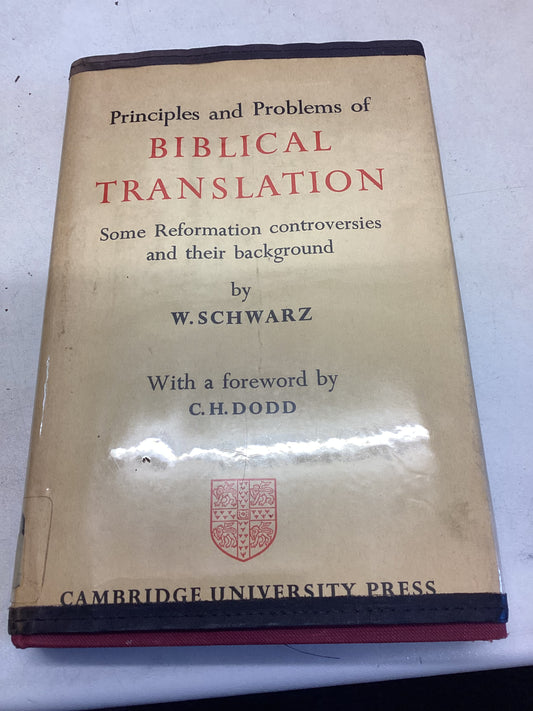 Principles and Problems of
BIBLICAL
TRANSLATION
Some Reformation controversies
and their background
by
W. SCHWARZ
With a foreword by
C. H. DODD
CAMBRIDGE UNIVERSITY PRESS